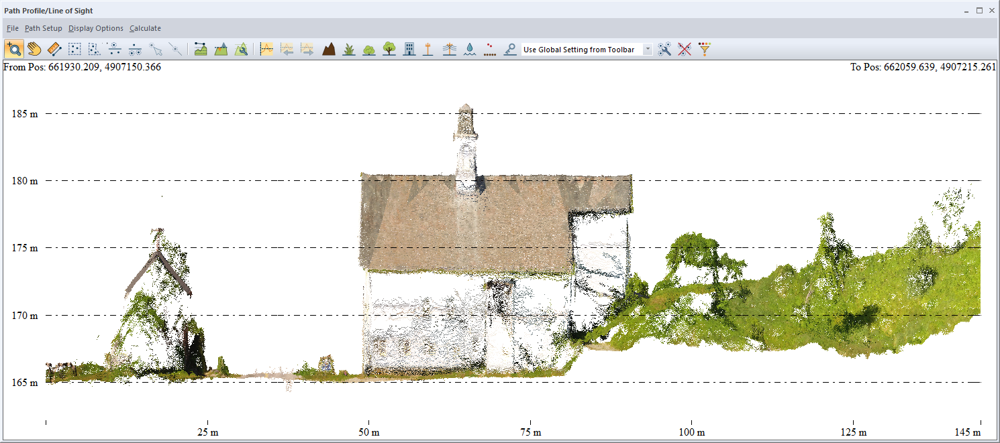 Path Profile/Line of Sight
File Path Setup Display Options Calculate
Use Global Setting from Toolbar
From Pos: 661930.209, 4907150.366 To Pos: 662059.639, 4907215.261
185 m
180 m
175 m
170 m
165 m
25 m 50 m 75 m 100 m 125 m 145 m